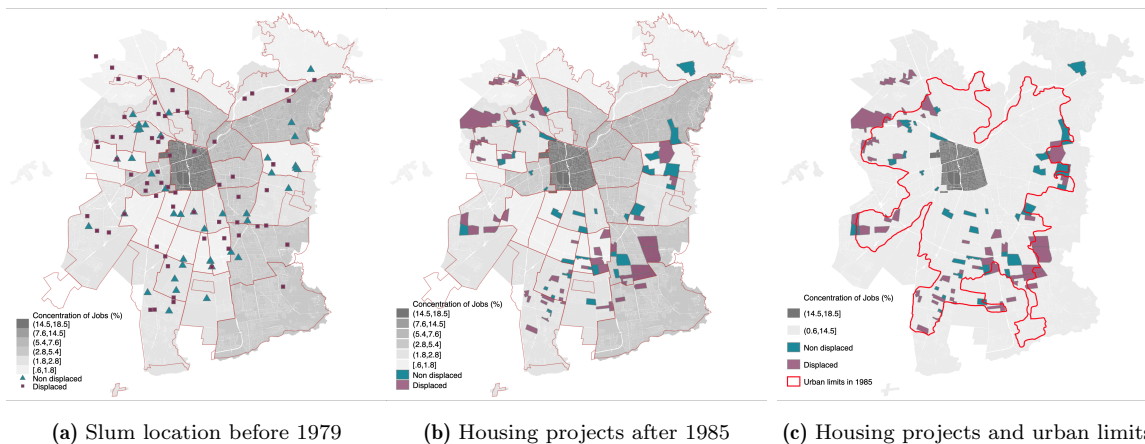 Concentration of Jobs (%)
(14.5,18.5]
(7.6,14.5]
(5.4,7.6]
(2.8,5.4]
(1.8,2.8]
[.6,1.8]
Non displaced
Displaced
(a) Slum location before 1979
Concentration of Jobs (%)
(14.5,18.5]
(7.6,14.5]
(5.4,7.6]
(2.8,5.4]
(1.8,2.8]
[.6,1.8]
Non displaced
Displaced
(b) Housing projects after 1985
Concentration of Jobs (%)
(14.5,18.5]
(0.6,14.5]
Non displaced
Displaced
Urban limits in 1985
(c) Housing projects and urban limits